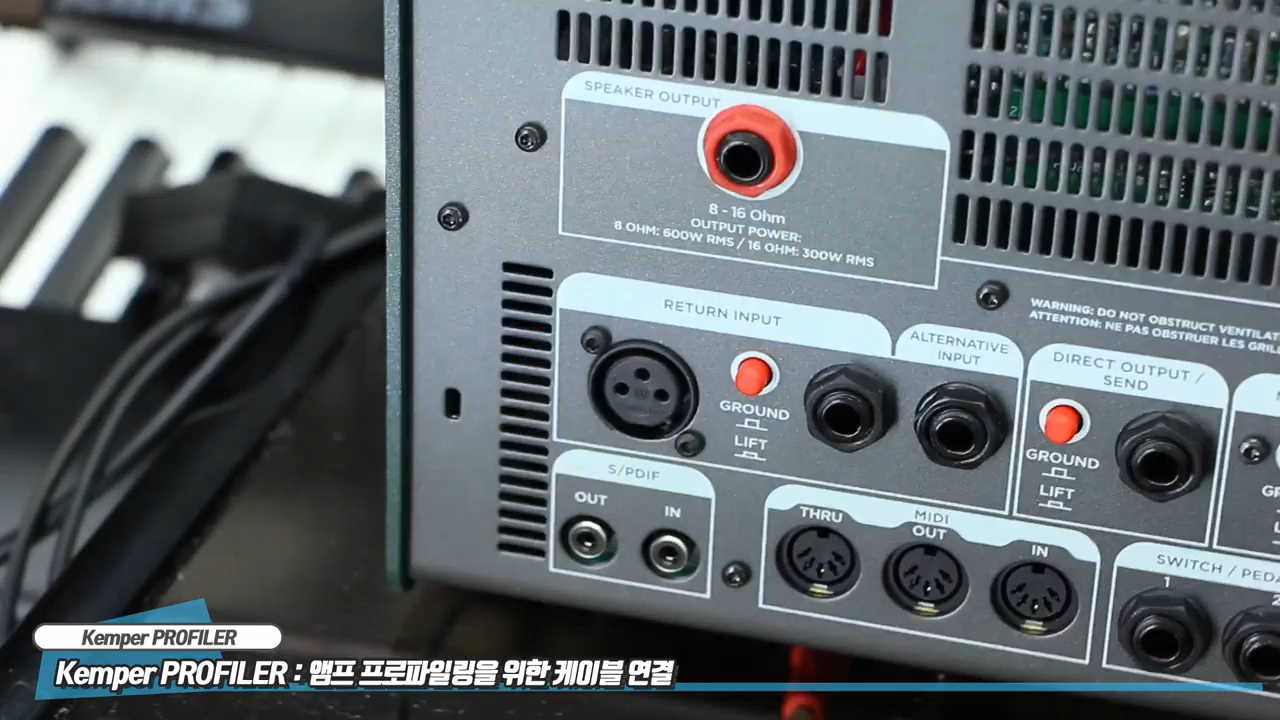 SPEAKER OUTPUT
8 - 16 Ohm
OUTPUT POWER:
8 OHM: 600W RMS / 16 OHM: 300W RMS
WARNING: DO NOT OBSTRUCT
ATTENTION: NE PAS OBSTRUER LES
RETURN INPUT
GROUND
LIFT
ALTERNATIVE
INPUT
DIRECT OUTPUT /
SEND
GROUND
LIFT
S/PDIF
OUT
IN
MIDI
THRU
OUT
IN
SWITCH /
1
2
Kemper PROFILER
Kemper PROFILER : 앰프 프로파일링을 위한 케이블 연결